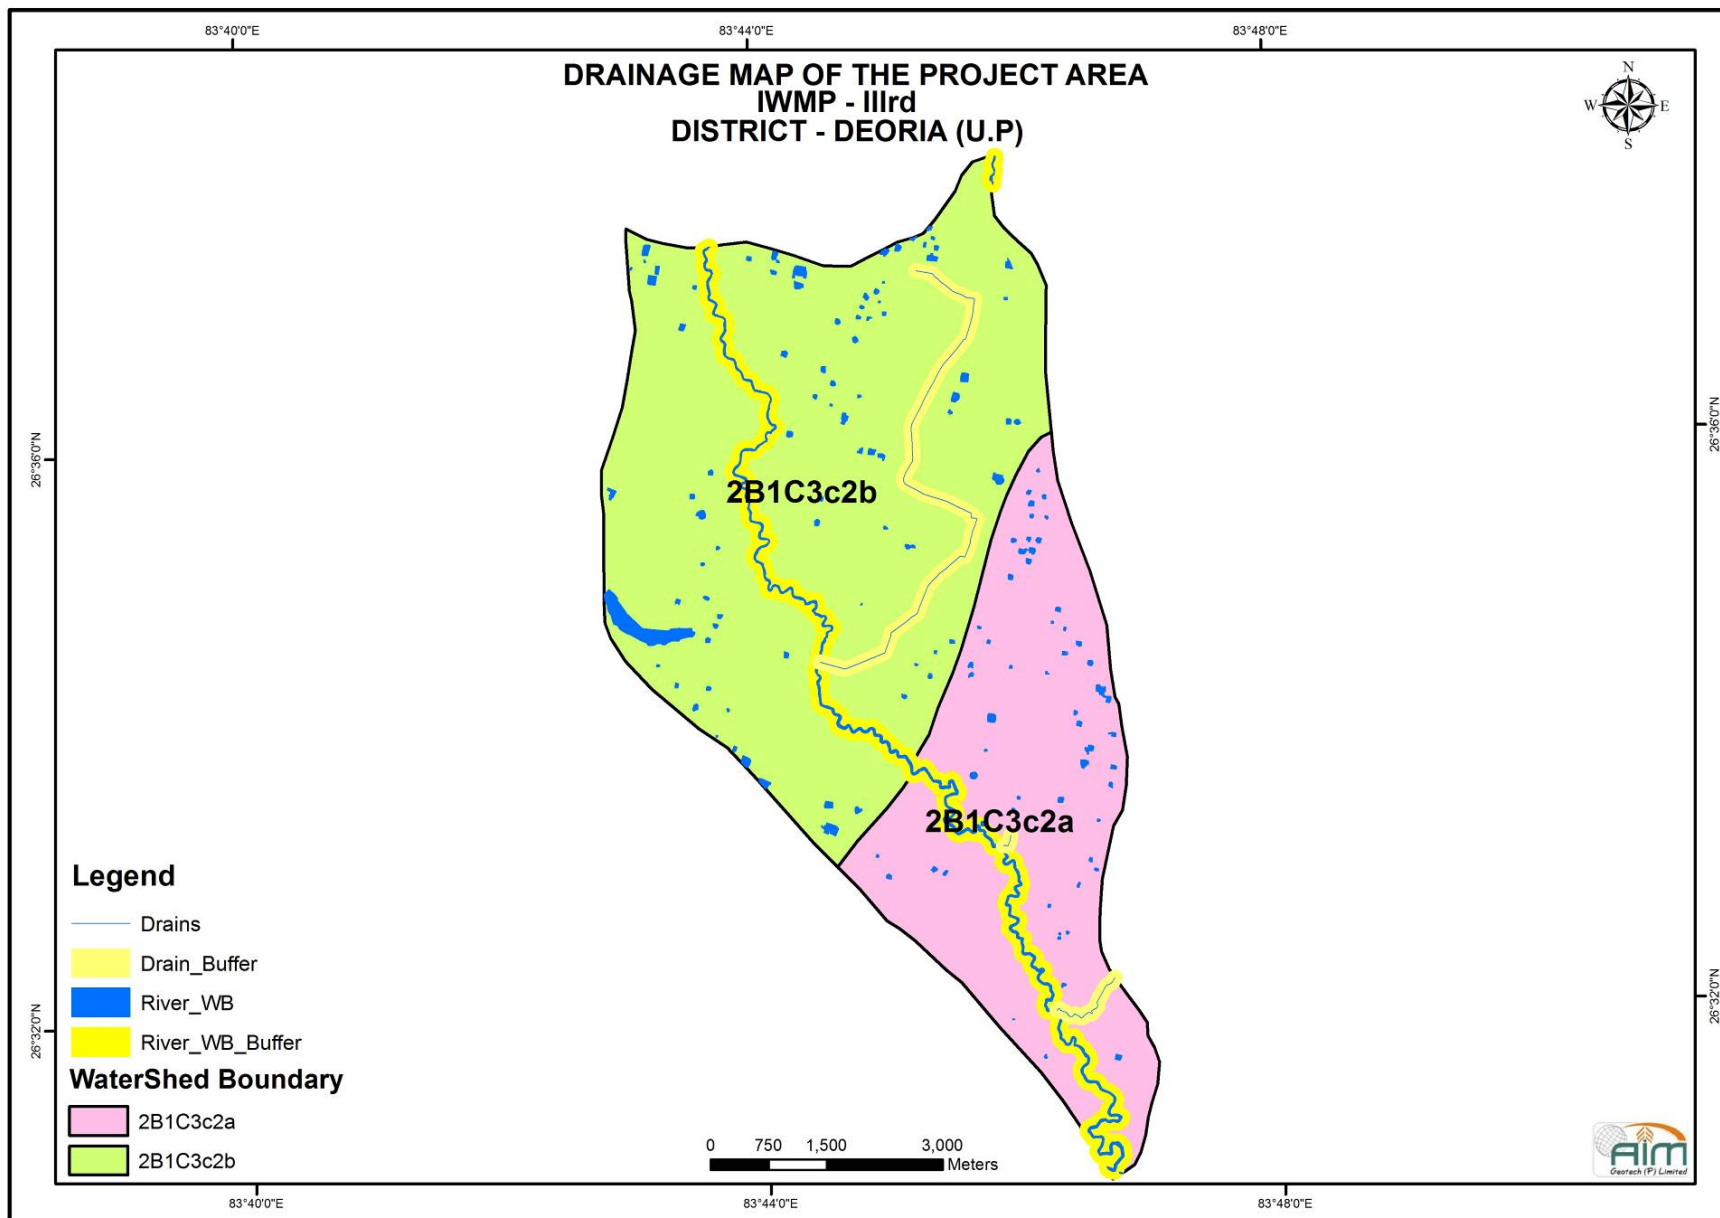 83°40'0"E 83°44'0"E 83°48'0"E
DRAINAGE MAP OF THE PROJECT AREA
IWMP - IIIrd
DISTRICT - DEORIA (U.P)
N
W E
S
26°36'0"N
26°36'0"N
2B1C3c2b
2B1C3c2a
26°32'0"N
26°32'0"N
Legend
Drains
Drain_Buffer
River_WB
River_WB_Buffer
WaterShed Boundary
2B1C3c2a
2B1C3c2b
0 750 1,500 3,000
Meters
AIM
Geotech (P) Limited
83°40'0"E 83°44'0"E 83°48'0"E